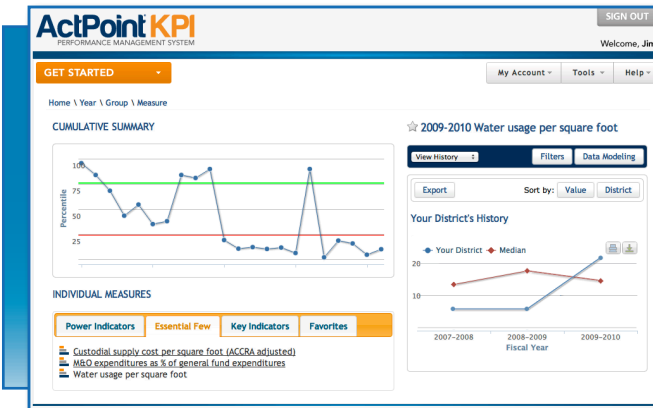 ActPoint KPI
PERFORMANCE MANAGEMENT SYSTEM
SIGN OUT
Welcome, Jim
GET STARTED
My Account
Tools
Help
Home \ Year \ Group \ Measure
CUMULATIVE SUMMARY
100
75
50
25
Percentile
INDIVIDUAL MEASURES
Power Indicators
Essential Few
Key Indicators
Favorites
Custodial supply cost per square foot (ACCRA adjusted)
M&O expenditures as % of general fund expenditures
Water usage per square foot
2009-2010 Water usage per square foot
View History
Filters
Data Modeling
Export
Sort by:
Value
District
Your District's History
Your District
Median
20
10
2007-2008
2008-2009
2009-2010
Fiscal Year